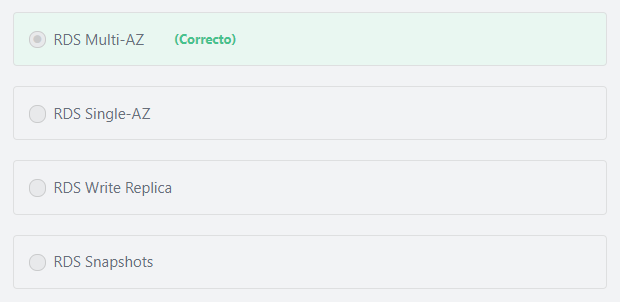 RDS Multi-AZ (Correcto)
RDS Single-AZ
RDS Write Replica
RDS Snapshots